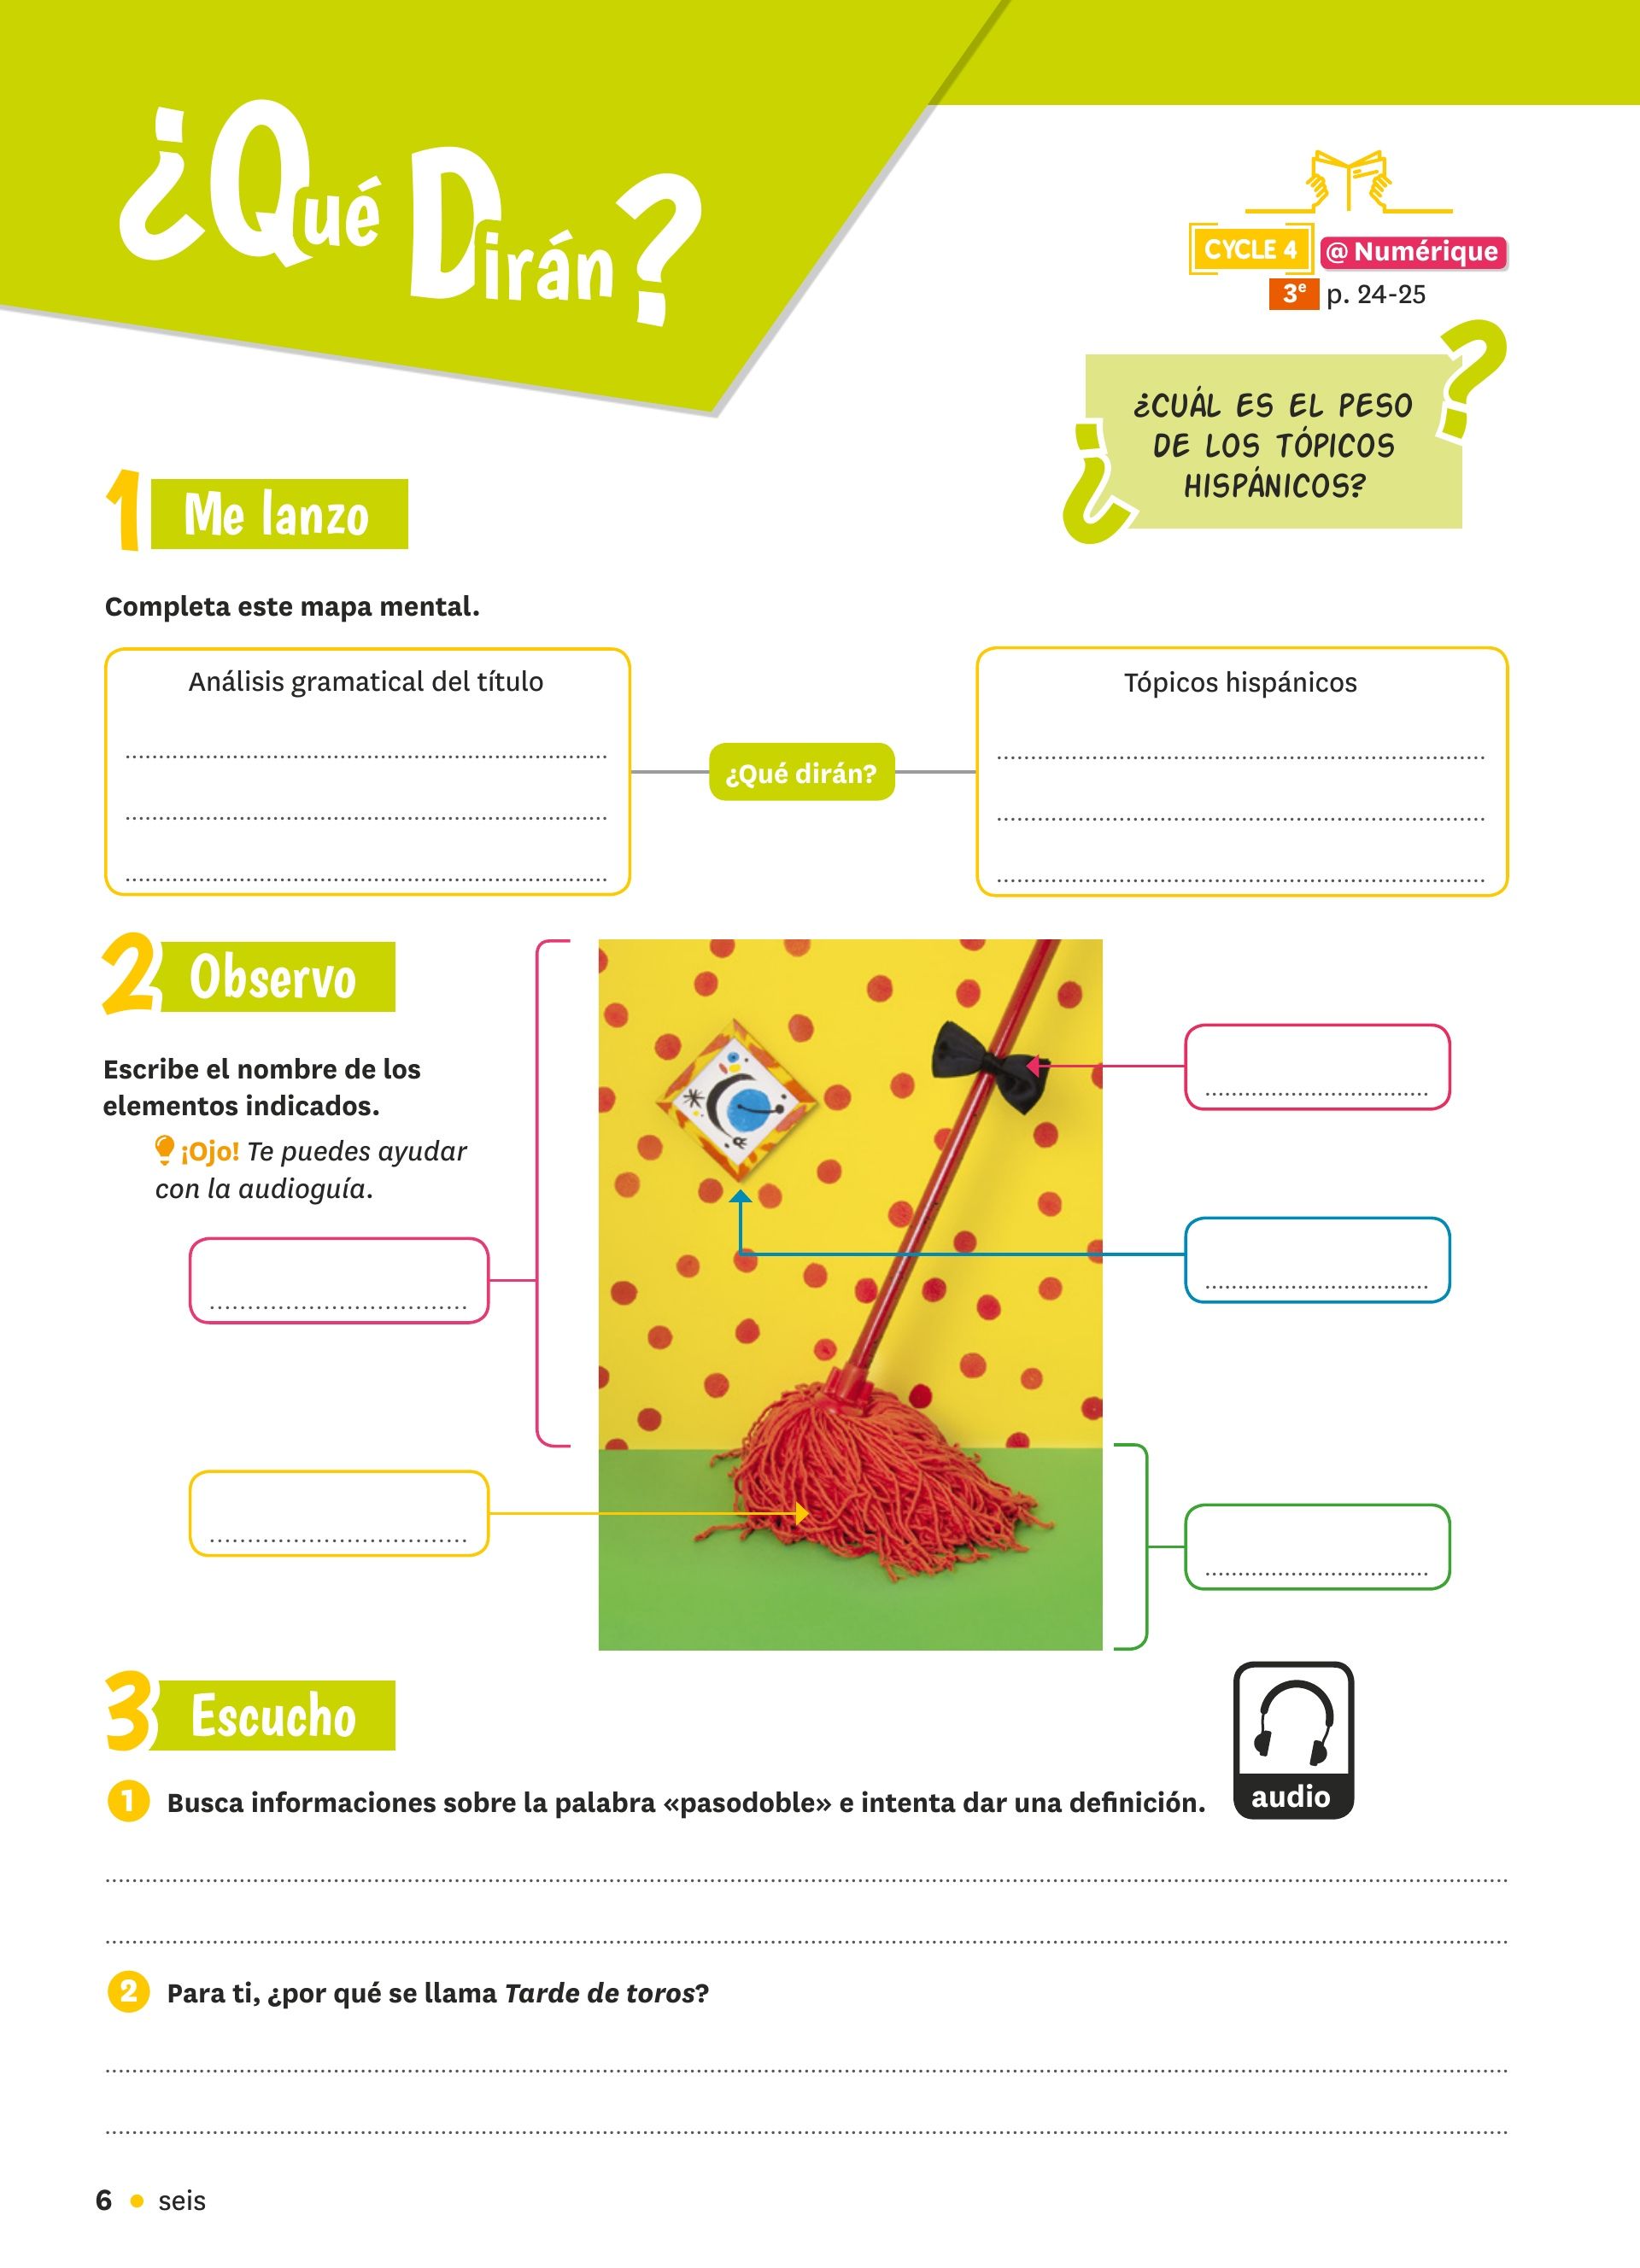 ¿Qué Dirán?
CYCLE 4 @ Numérique
3e p. 24-25
¿CUÁL ES EL PESO
DE LOS TÓPICOS
HISPÁNICOS?
1 Me lanzo
Completa este mapa mental.
Análisis gramatical del título
¿Qué dirán?
Tópicos hispánicos
2 Observo
Escribe el nombre de los
elementos indicados.
¡Ojo! Te puedes ayudar
con la audioguía.
3 Escucho
audio
1 Busca informaciones sobre la palabra «pasodoble» e intenta dar una definición.
2 Para ti, ¿por qué se llama Tarde de toros?
6 • seis